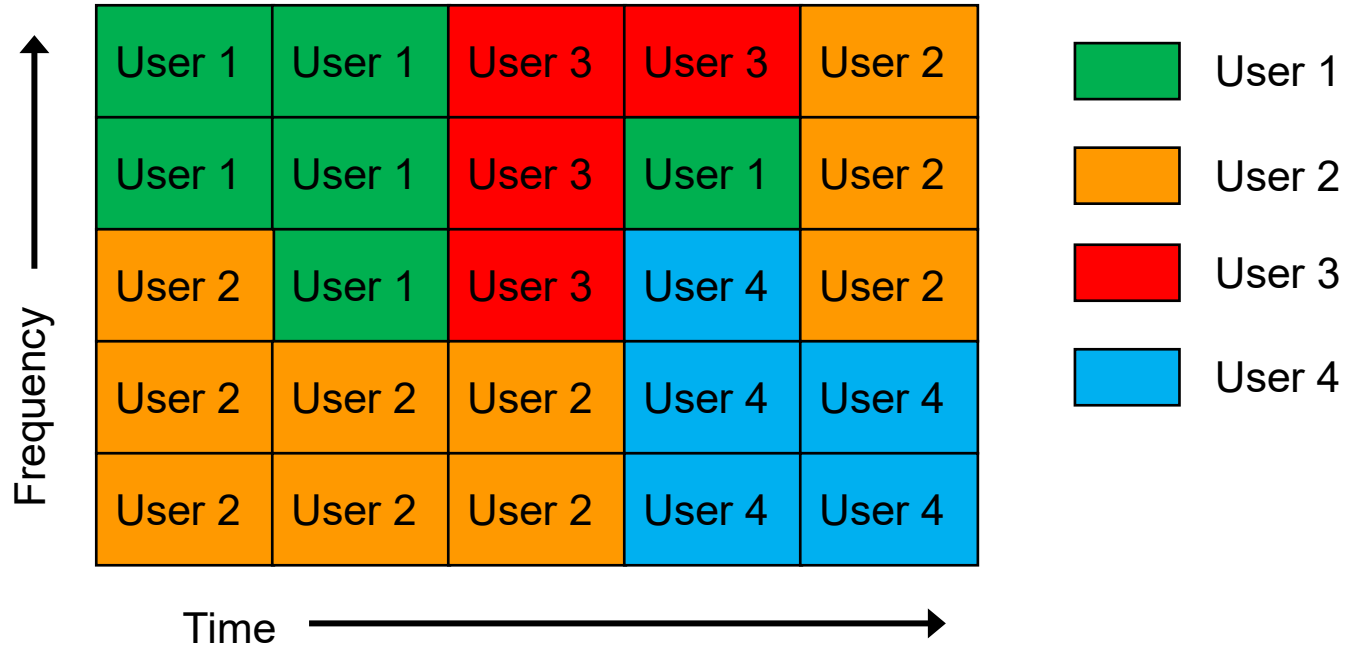 User 1 User 1 User 3 User 3 User 2
User 1 User 1 User 3 User 1 User 2
User 2 User 1 User 3 User 4 User 2
User 2 User 2 User 2 User 4 User 4
User 2 User 2 User 2 User 4 User 4
Frequency
Time
User 1
User 2
User 3
User 4